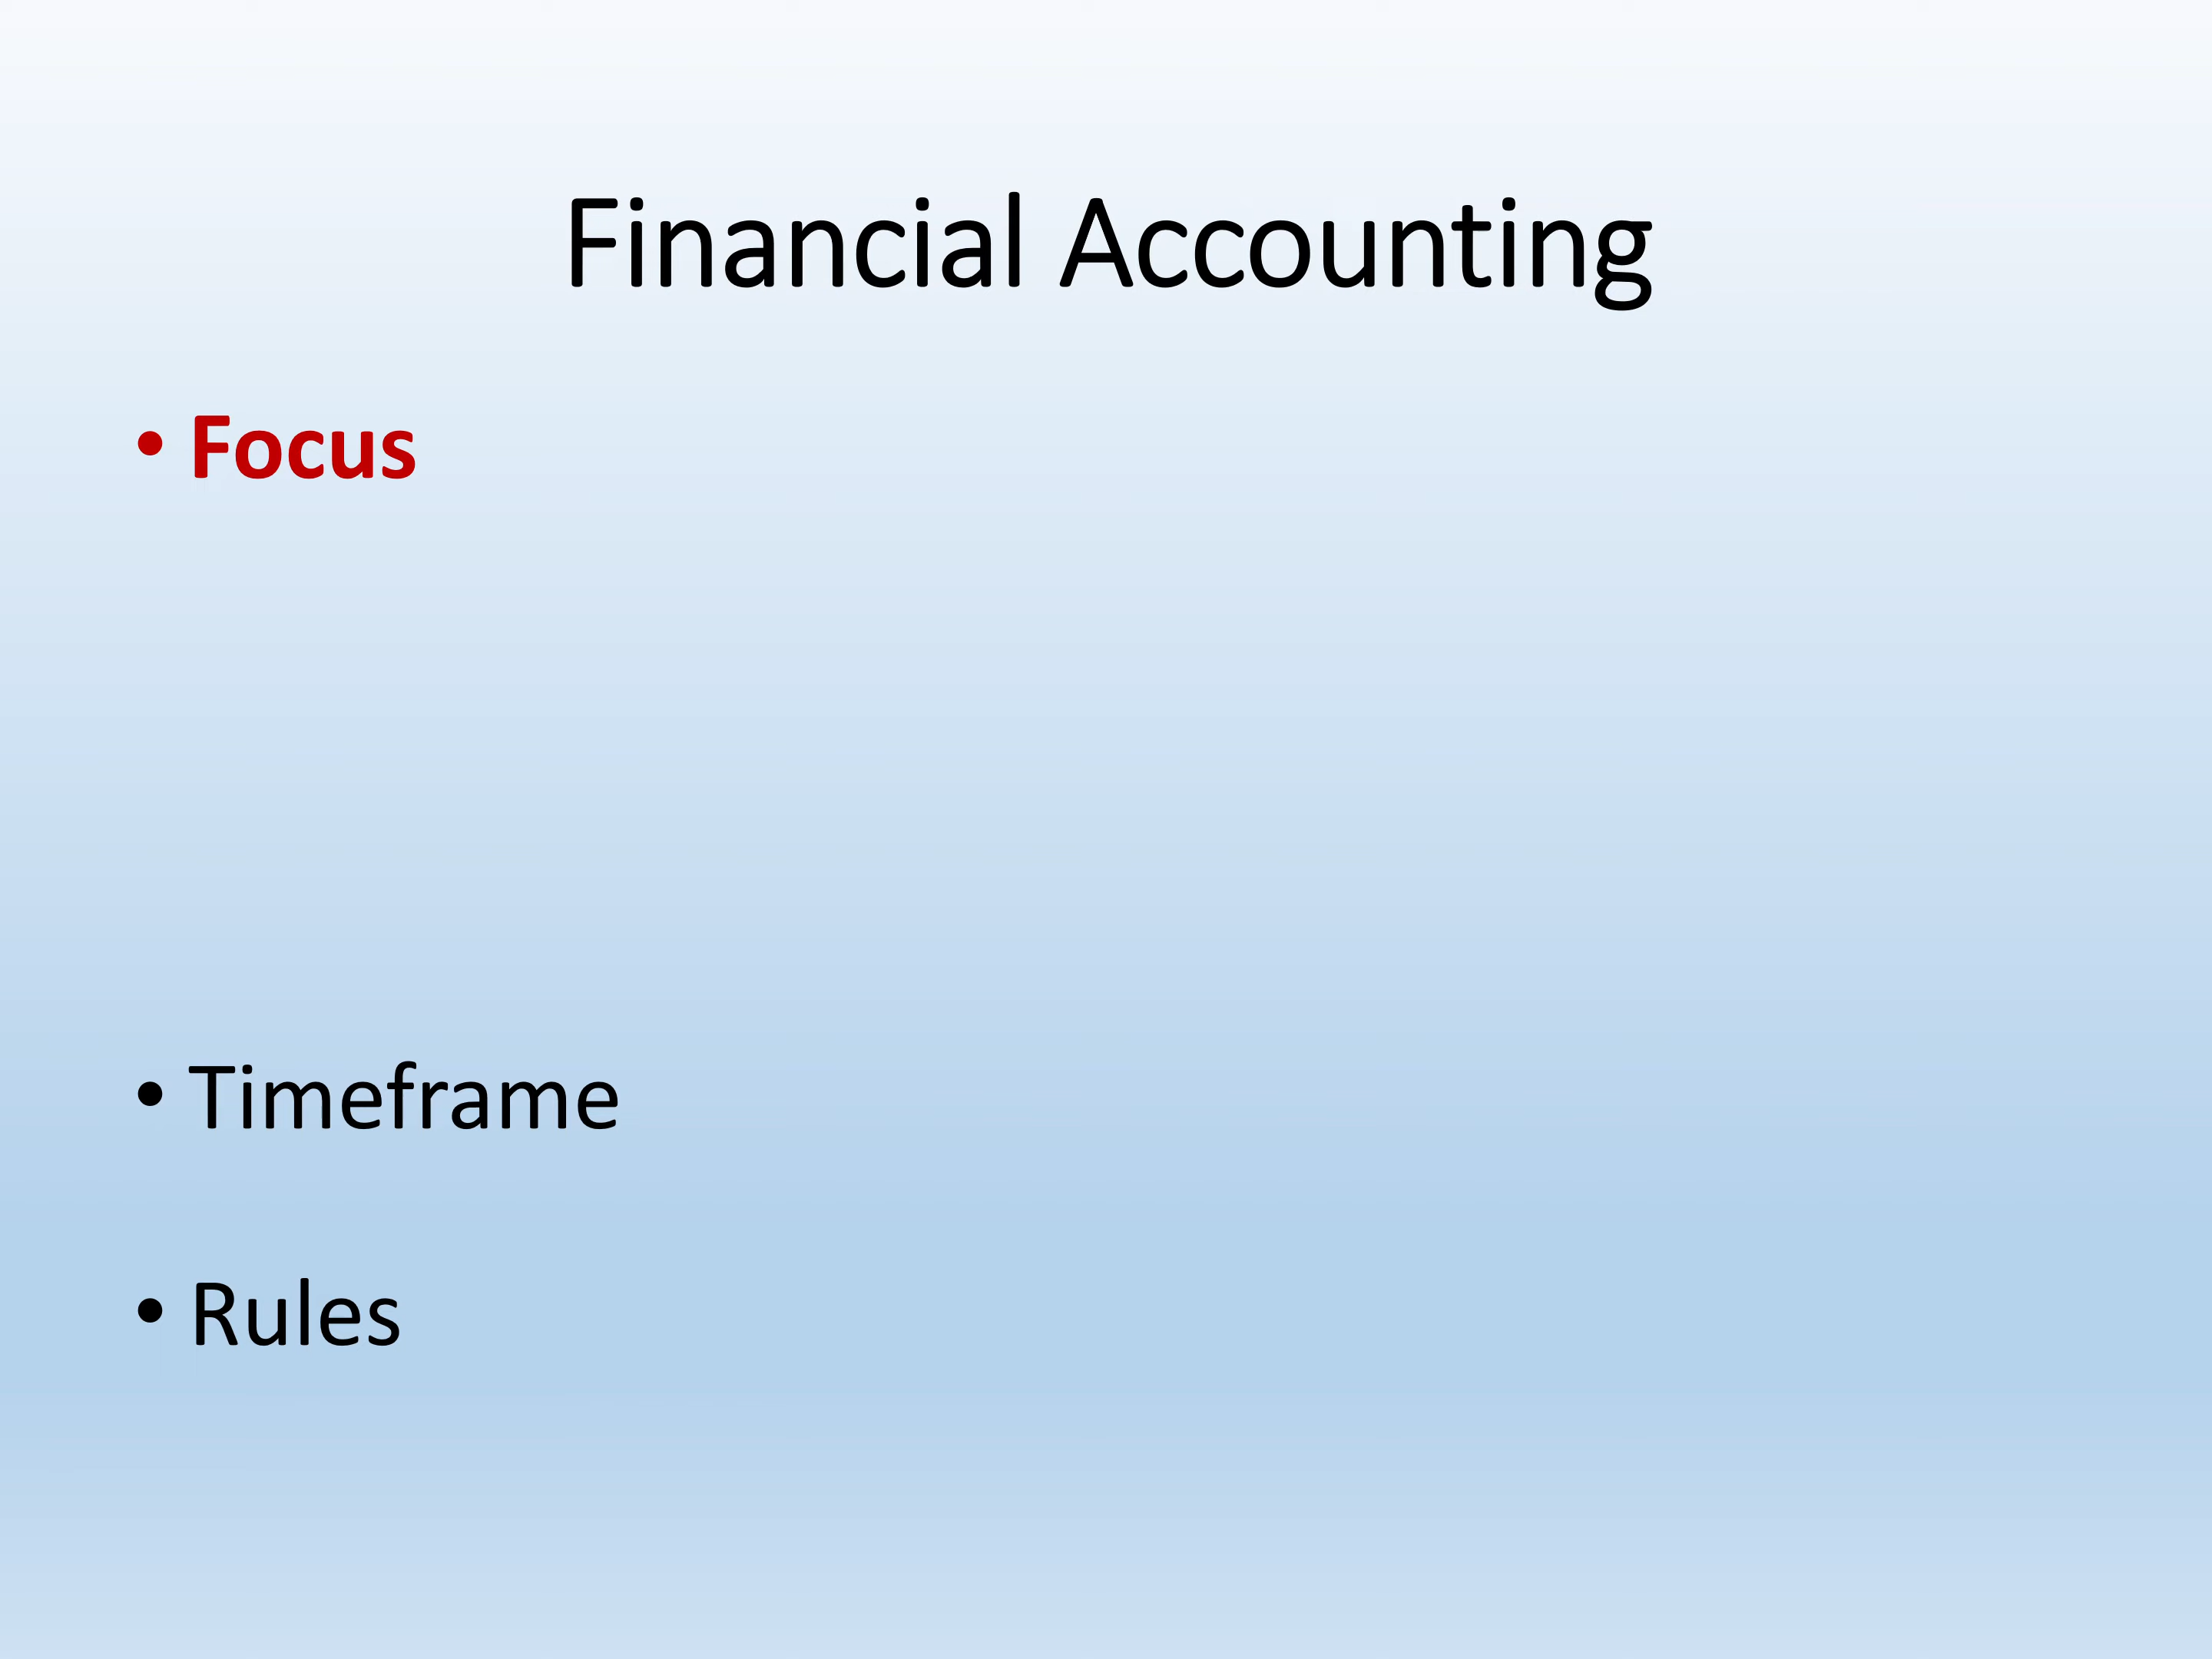 Financial Accounting
• Focus
• Timeframe
• Rules